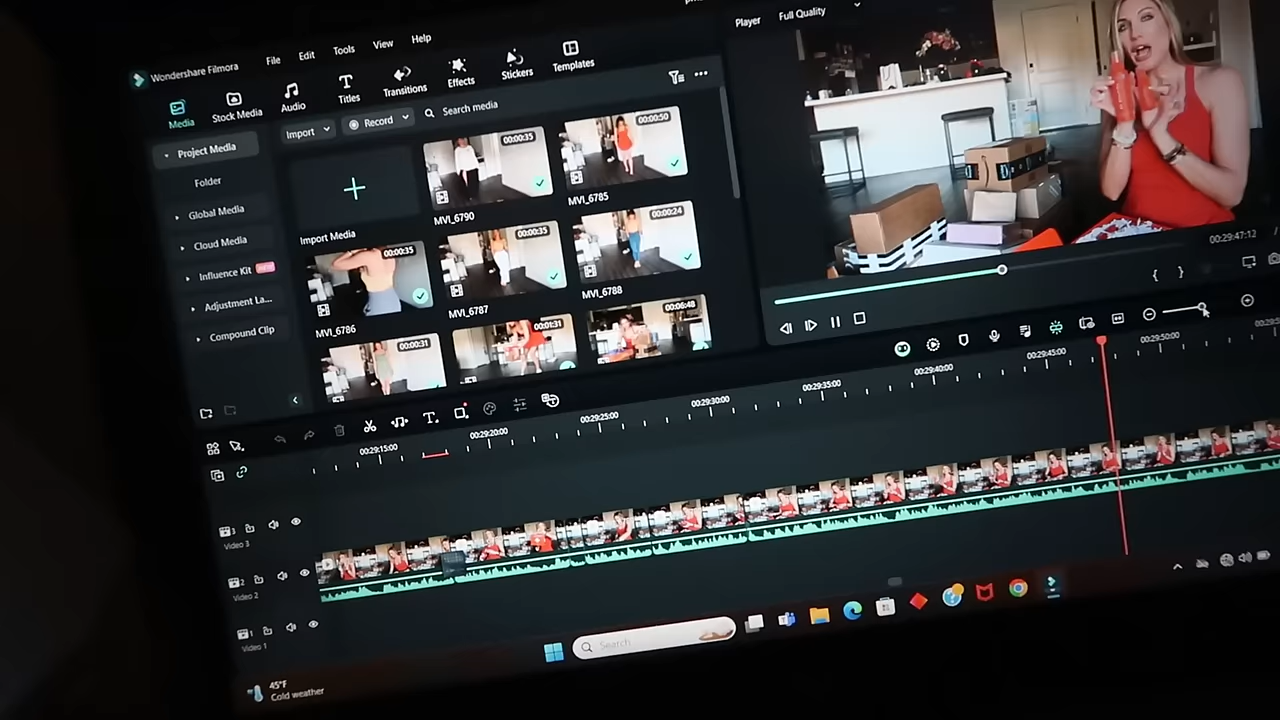 Wondershare Filmora
File
Edit
Tools
View
Help
Player
Full Quality
Media
Stock Media
Audio
Titles
Transitions
Effects
Stickers
Templates
Project Media
Import
Record
Search media
Folder
Global Media
Cloud Media
Influence Kit
Adjustment La...
Compound Clip
Import Media
00:00:35
MVI_6790
00:00:50
MVI_6785
00:00:35
MVI_6786
00:00:35
MVI_6787
00:00:24
MVI_6788
00:00:31
00:01:31
00:06:48
00:29:47:12
/
00:29:15:00
00:29:20:00
00:29:25:00
00:29:30:00
00:29:35:00
00:29:40:00
00:29:45:00
00:29:50:00
3
Video 3
2
Video 2
1
Video 1
Search
45°F
Cold weather